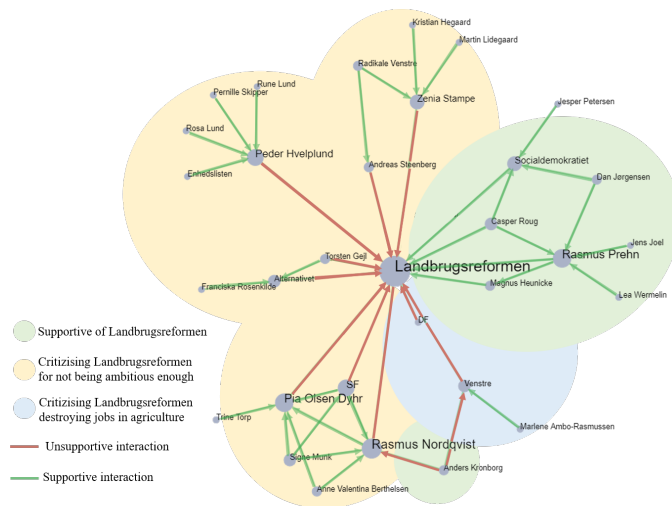 Kristian Hegaard
Martin Lidegaard
Radikale Venstre
Rune Lund
Pernille Skipper
Zenia Stampe
Jesper Petersen
Rosa Lund
Peder Hvelplund
Andreas Steenberg
Socialdemokratiet
Enhedslisten
Dan Jørgensen
Casper Roug
Jens Joel
Torsten Gejl
Rasmus Prehn
Landbrugsreformen
Alternativet
Franciska Rosenkilde
Magnus Heunicke
Lea Wermelin
DF
Supportive of Landbrugsreformen
Critizising Landbrugsreformen
for not being ambitious enough
Critizising Landbrugsreformen
destroying jobs in agriculture
Unsupportive interaction
Supportive interaction
SF
Venstre
Pia Olsen Dyhr
Trine Torp
Marlene Ambo-Rasmussen
Rasmus Nordqvist
Signe Munk
Anders Kronborg
Anne Valentina Berthelsen